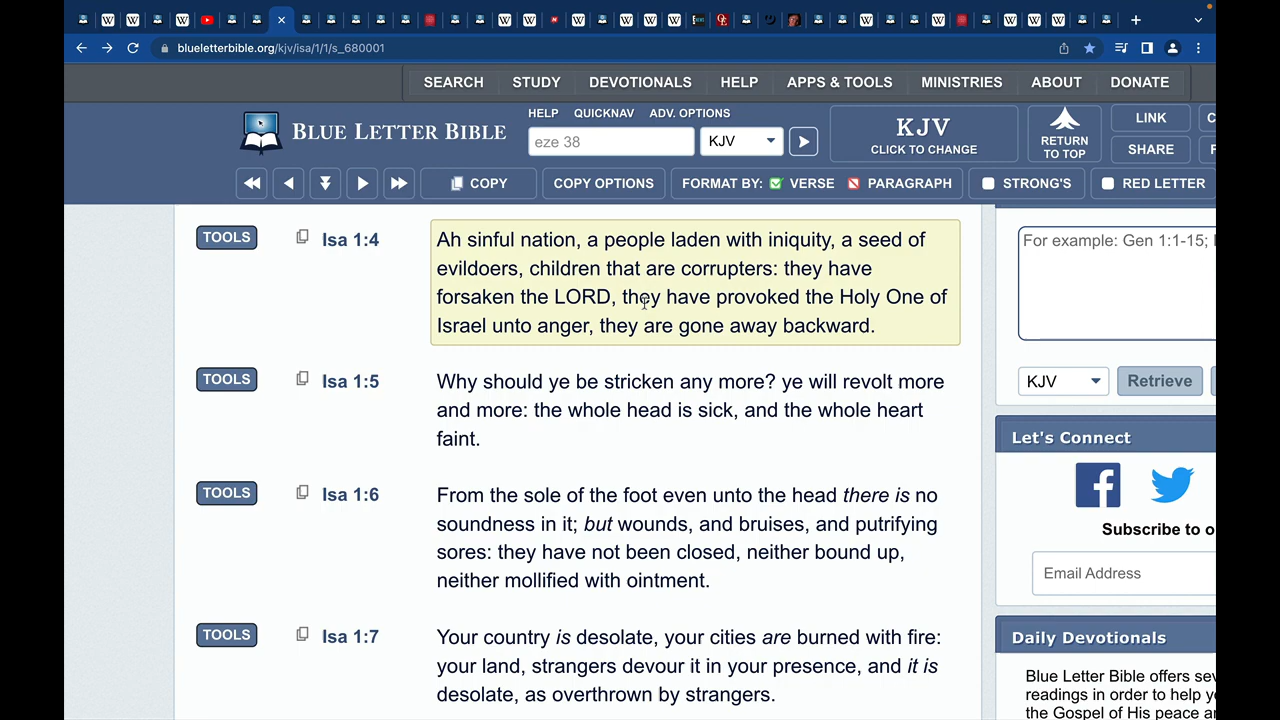 blueletterbible.org/kjv/isa/1/1/s_680001
SEARCH STUDY DEVOTIONALS HELP APPS & TOOLS MINISTRIES ABOUT DONATE
BLUE LETTER BIBLE
HELP QUICKNAV ADV. OPTIONS
eze 38 KJV
KJV
CLICK TO CHANGE
RETURN
TO TOP
LINK
SHARE
COPY COPY OPTIONS FORMAT BY: VERSE PARAGRAPH STRONG'S RED LETTER
TOOLS Isa 1:4 Ah sinful nation, a people laden with iniquity, a seed of
evildoers, children that are corrupters: they have
forsaken the LORD, they have provoked the Holy One of
Israel unto anger, they are gone away backward.
TOOLS Isa 1:5 Why should ye be stricken any more? ye will revolt more
and more: the whole head is sick, and the whole heart
faint.
TOOLS Isa 1:6 From the sole of the foot even unto the head there is no
soundness in it; but wounds, and bruises, and putrifying
sores: they have not been closed, neither bound up,
neither mollified with ointment.
TOOLS Isa 1:7 Your country is desolate, your cities are burned with fire:
your land, strangers devour it in your presence, and it is
desolate, as overthrown by strangers.
For example: Gen 1:1-15;
KJV Retrieve
Let's Connect
Subscribe to
Email Address
Daily Devotionals
Blue Letter Bible offers
readings in order to help
the Gospel of His peace